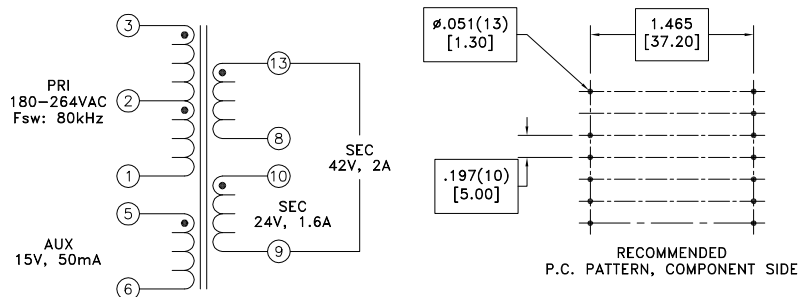 3
PRI
180-264VAC
Fsw: 80kHz
2
1
5
AUX
15V, 50mA
6
13
8
SEC
42V, 2A
10
SEC
24V, 1.6A
9
ø.051(13)
[1.30]
1.465
[37.20]
.197(10)
[5.00]
RECOMMENDED
P.C. PATTERN, COMPONENT SIDE